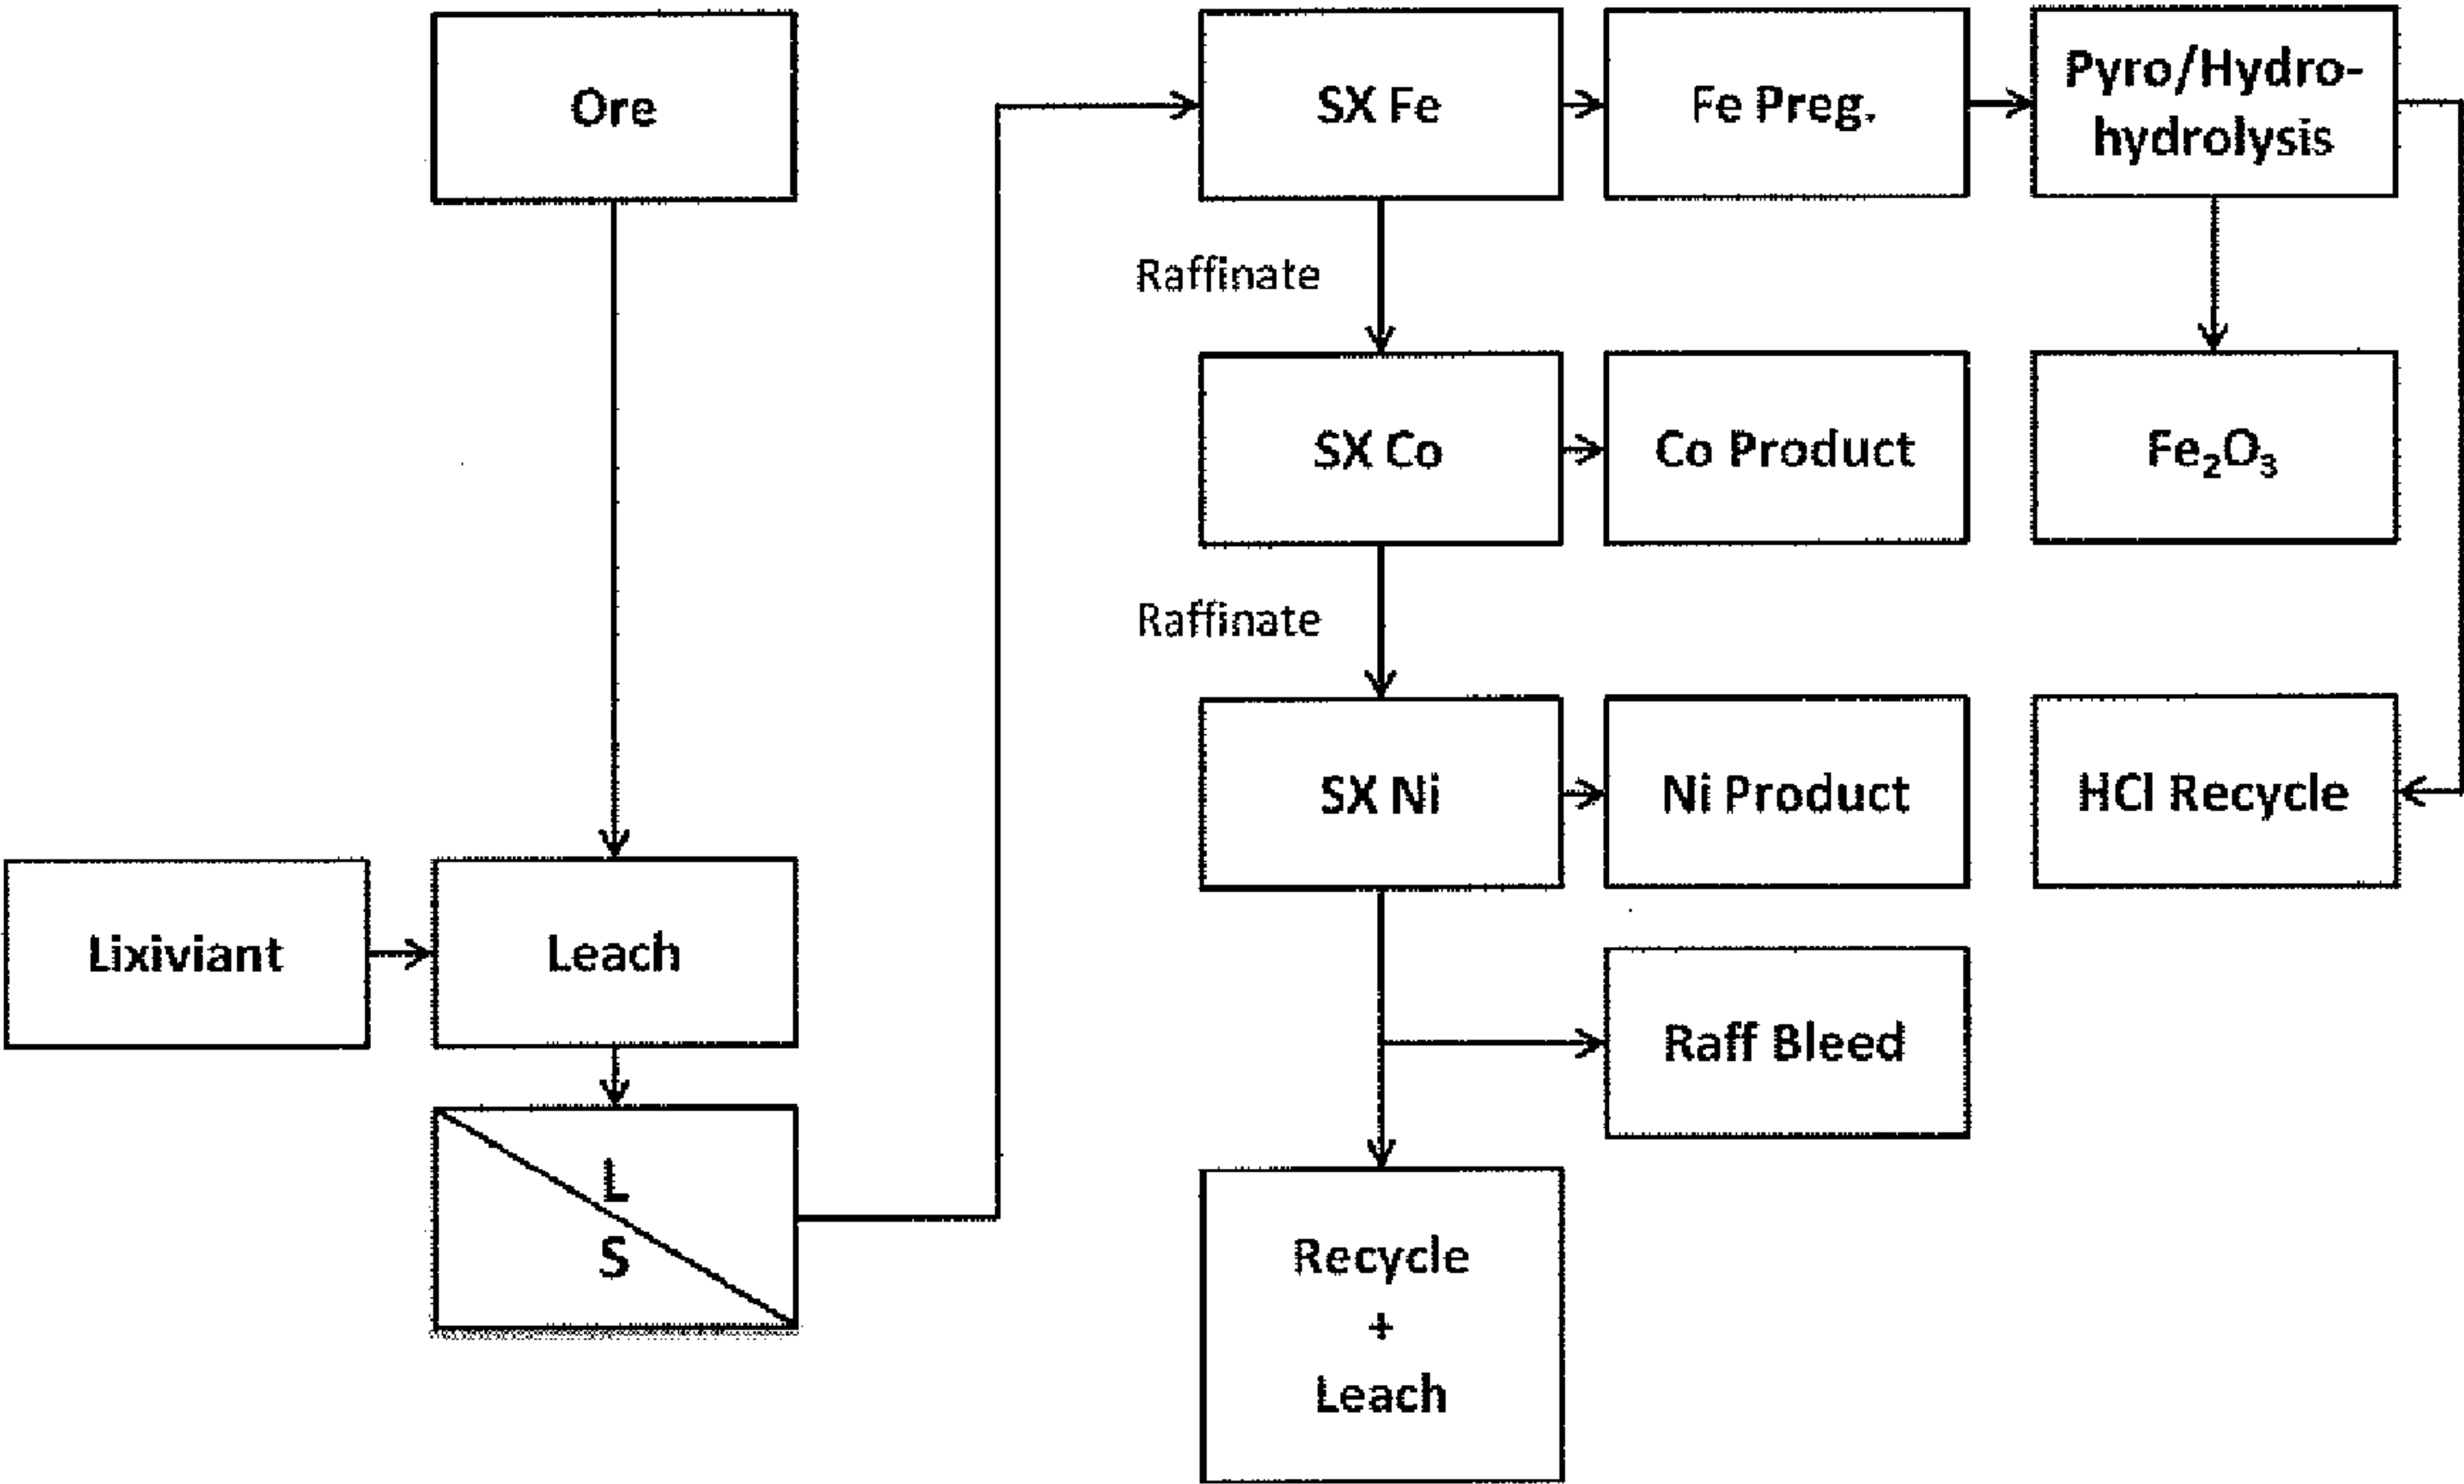 Ore
SX Fe
Fe Preg.
Pyro/Hydro-
hydrolysis
Raffinate
SX Co
Co Product
Fe₂O₃
Raffinate
SX Ni
Ni Product
HCl Recycle
Lixiviant
Leach
Raff Bleed
L
S
Recycle
+
Leach